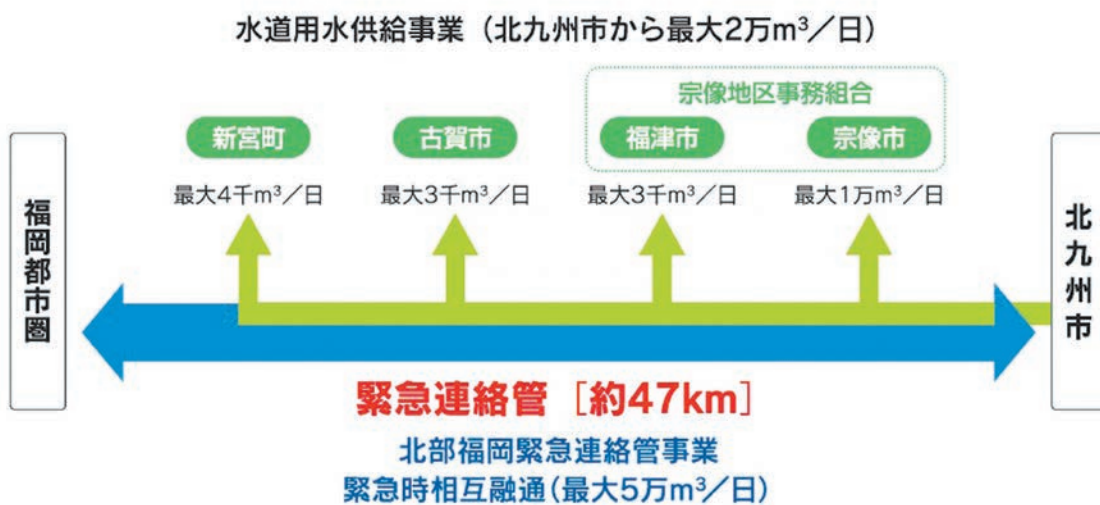 水道用水供給事業（北九州市から最大2万m³／日）
宗像地区事務組合
新宮町
古賀市
福津市
宗像市
最大4千m³／日
最大3千m³／日
最大3千m³／日
最大1万m³／日
福岡都市圏
北九州市
緊急連絡管［約47km］
北部福岡緊急連絡管事業
緊急時相互融通（最大5万m³／日）